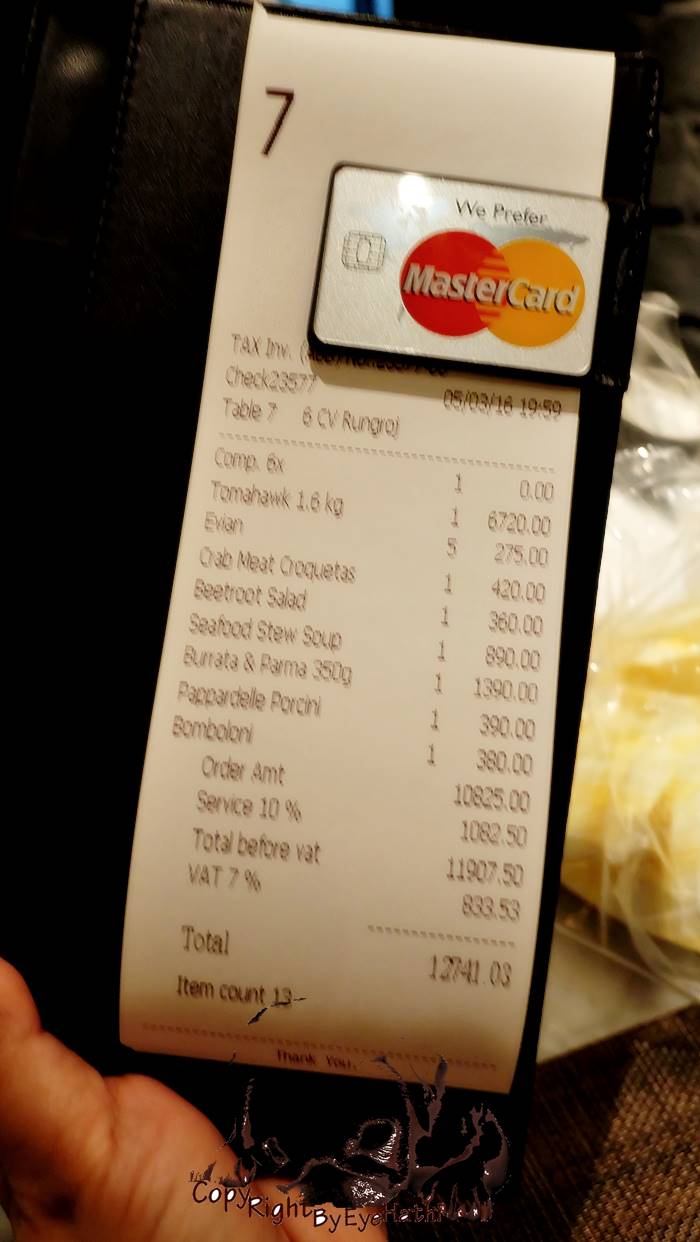 7
We Prefer
MasterCard
TAX Inv.
Check23577
05/03/16 19:59
Table 7 6 CV Rungroj
Comp. 6x 1 0.00
Tomahawk 1.6 kg 1 6720.00
Evian 5 275.00
Crab Meat Croquetas 1 420.00
Beetroot Salad 1 360.00
Seafood Stew Soup 1 890.00
Burrata & Parma 350g 1 1390.00
Pappardelle Porcini 1 390.00
Bomboloni 1 380.00
Order Amt 10825.00
Service 10 % 1082.50
Total before vat 11907.50
VAT 7 % 833.53
Total 12741.03
Item count 13
Thank You.
CopyRightByEye